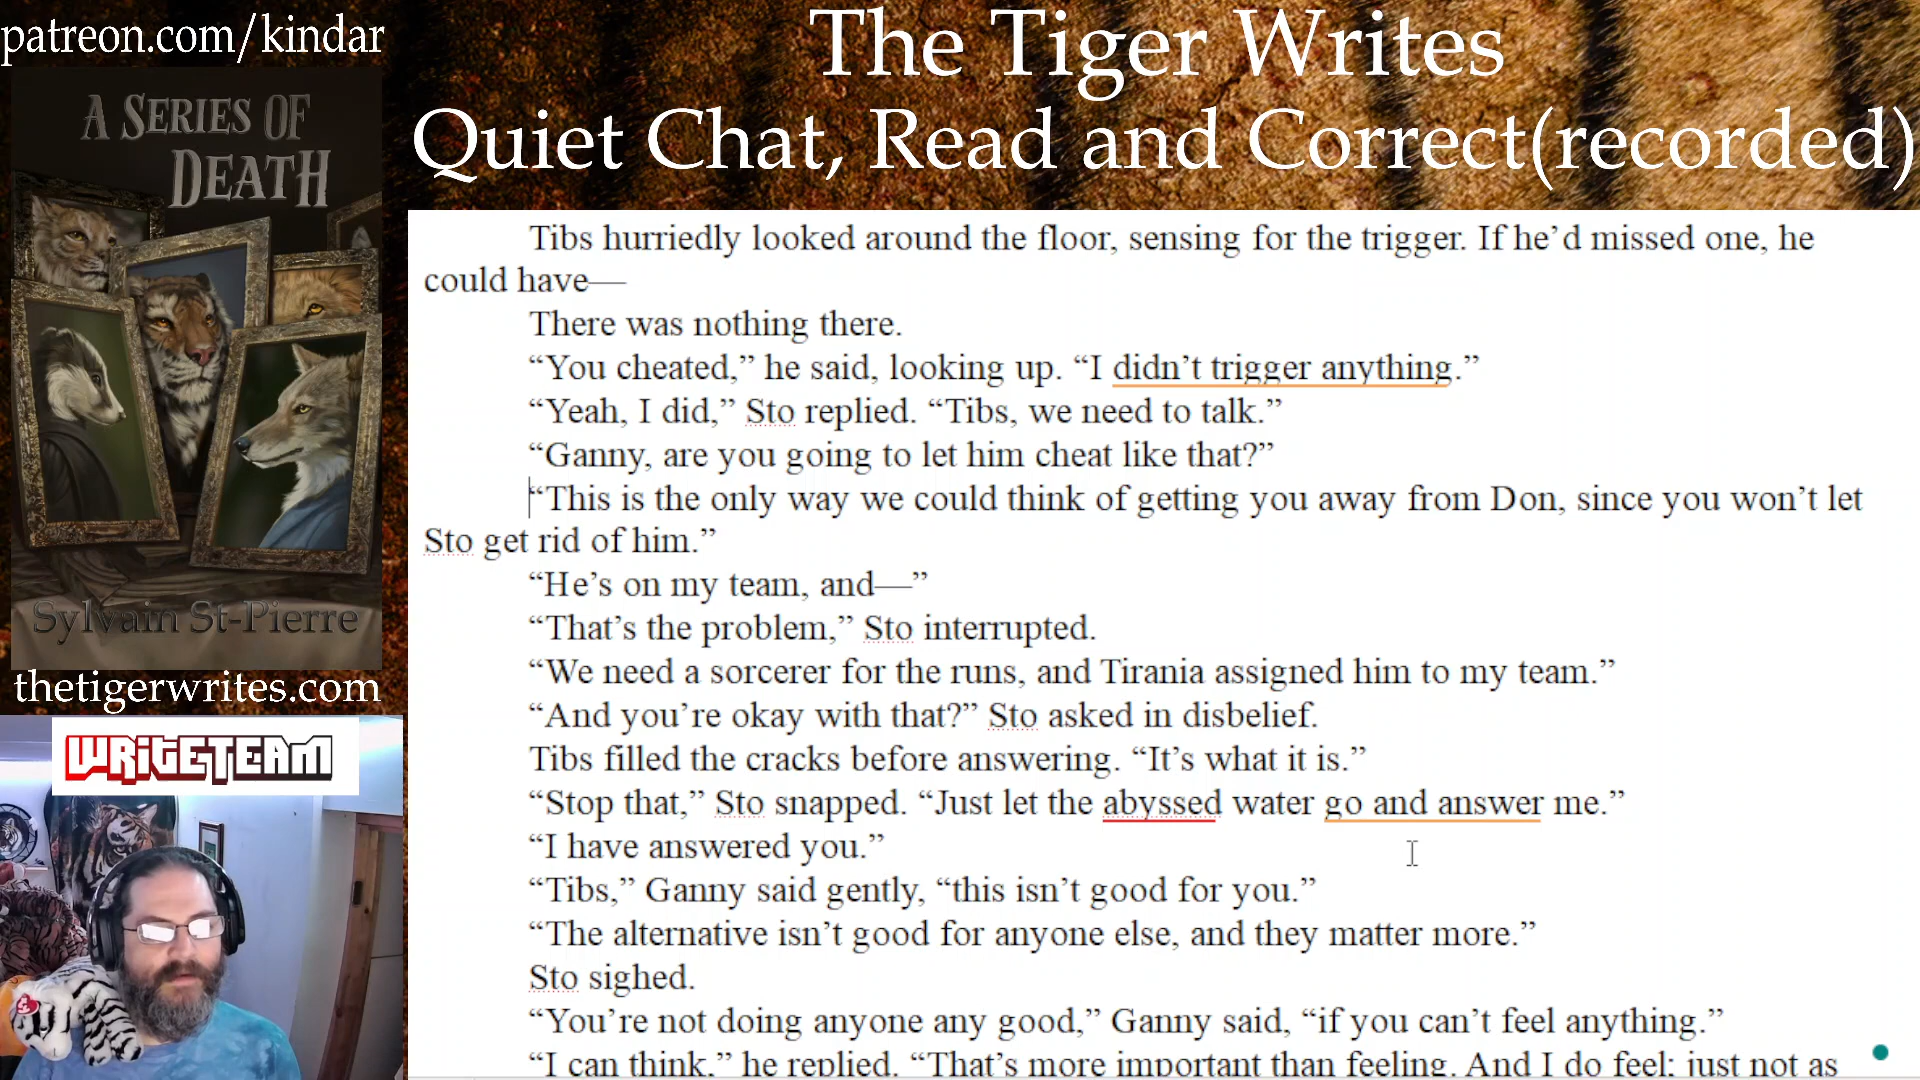 patreon.com/kindar
The Tiger Writes
Quiet Chat, Read and Correct(recorded)
A SERIES OF
DEATH
Sylvain St-Pierre
thetigerwrites.com
WRITETEAM
Tibs hurriedly looked around the floor, sensing for the trigger. If he’d missed one, he
could have—
There was nothing there.
“You cheated,” he said, looking up. “I didn’t trigger anything.”
“Yeah, I did,” Sto replied. “Tibs, we need to talk.”
“Ganny, are you going to let him cheat like that?”
“This is the only way we could think of getting you away from Don, since you won’t let
Sto get rid of him.”
“He’s on my team, and—”
“That’s the problem,” Sto interrupted.
“We need a sorcerer for the runs, and Tirania assigned him to my team.”
“And you’re okay with that?” Sto asked in disbelief.
Tibs filled the cracks before answering. “It’s what it is.”
“Stop that,” Sto snapped. “Just let the abyssed water go and answer me.”
“I have answered you.”
“Tibs,” Ganny said gently, “this isn’t good for you.”
“The alternative isn’t good for anyone else, and they matter more.”
Sto sighed.
“You’re not doing anyone any good,” Ganny said, “if you can’t feel anything.”
“I can think,” he replied. “That’s more important than feeling. And I do feel; just not as